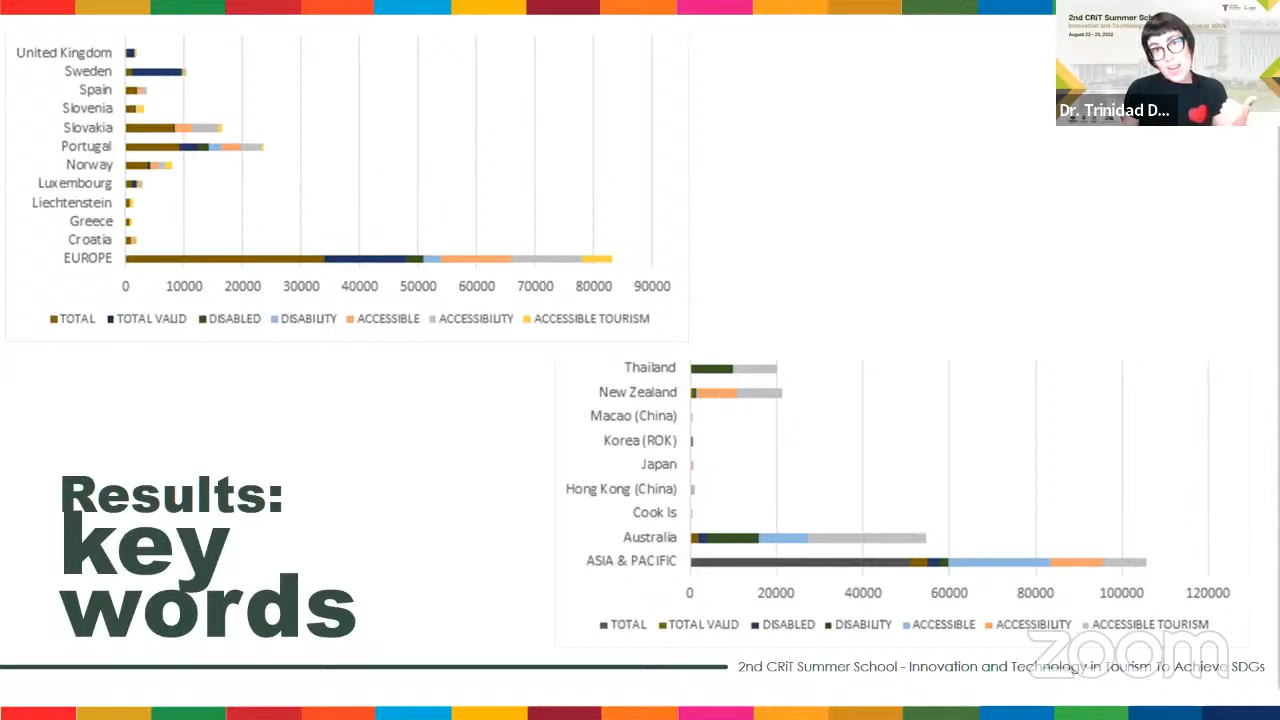 United Kingdom
Sweden
Spain
Slovenia
Slovakia
Portugal
Norway
Luxembourg
Liechtenstein
Greece
Croatia
EUROPE
0 10000 20000 30000 40000 50000 60000 70000 80000 90000
TOTAL TOTAL VALID DISABLED DISABILITY ACCESSIBLE ACCESSIBILITY ACCESSIBLE TOURISM
2nd CRiT Summer
August 23 - 25, 2022
Dr. Trinidad D...
Thailand
New Zealand
Macao (China)
Korea (ROK)
Japan
Hong Kong (China)
Cook Is
Australia
ASIA & PACIFIC
0 20000 40000 60000 80000 100000 120000
TOTAL TOTAL VALID DISABLED DISABILITY ACCESSIBLE ACCESSIBILITY ACCESSIBLE TOURISM
Results:
key
words
zoom
2nd CRiT Summer School - Innovation and Technology in Tourism To Achieve SDGs